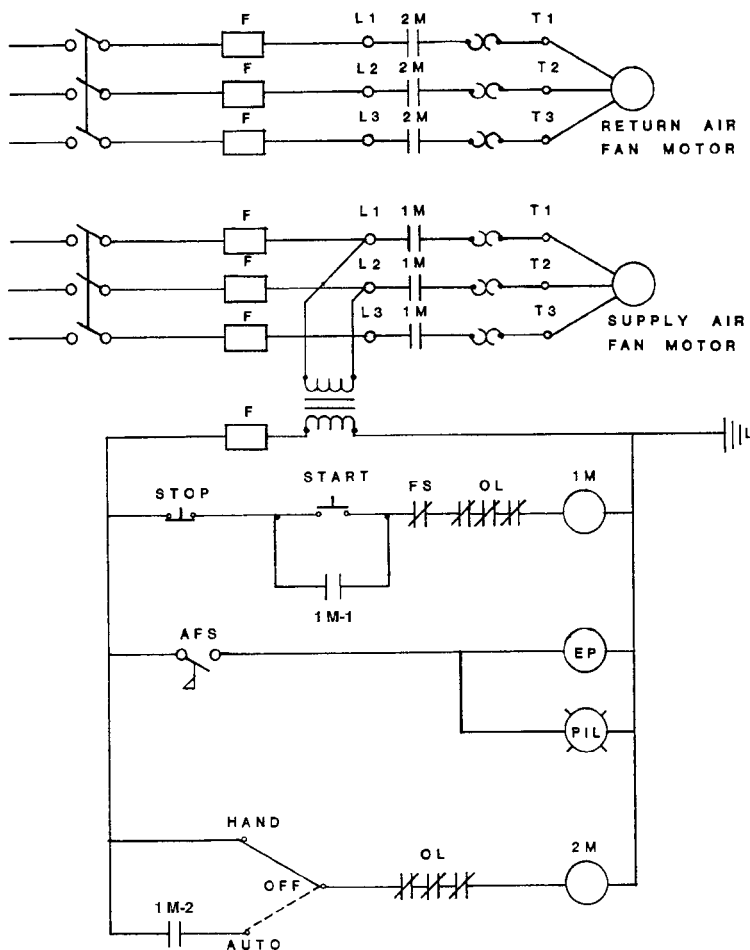 F L1 2M T1
F L2 2M T2
F L3 2M T3
RETURN AIR
FAN MOTOR
F L1 1M T1
F L2 1M T2
F L3 1M T3
SUPPLY AIR
FAN MOTOR
F
STOP START FS OL 1M
1M-1
AFS EP
PIL
HAND OL 2M
OFF
1M-2
AUTO